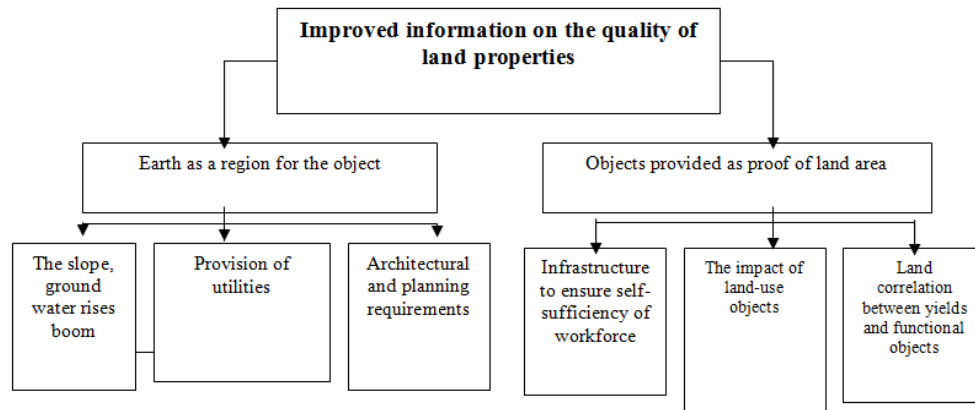 Improved information on the quality of
land properties
Earth as a region for the object
Objects provided as proof of land area
The slope,
ground
water rises
boom
Provision of
utilities
Architectural
and planning
requirements
Infrastructure
to ensure self-
sufficiency of
workforce
The impact of
land-use
objects
Land
correlation
between yields
and functional
objects